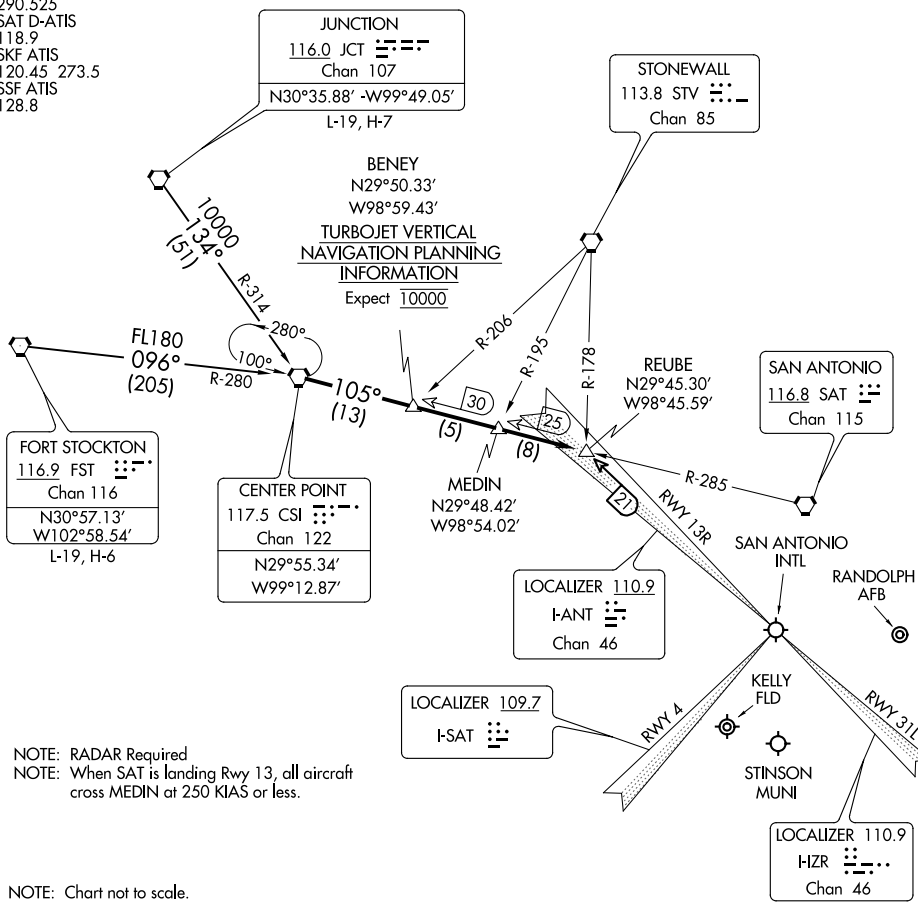 290.525
SAT D-ATIS
118.9
SKF ATIS
120.45 273.5
SSF ATIS
128.8
JUNCTION
116.0 JCT
Chan 107
N30°35.88' -W99°49.05'
L-19, H-7
STONEWALL
113.8 STV
Chan 85
BENEY
N29°50.33'
W98°59.43'
TURBOJET VERTICAL
NAVIGATION PLANNING
INFORMATION
Expect 10000
10000
134°
(51)
R-314
R-206
R-195
R-178
FL180
096°
(205)
R-280
280°
100°
105°
(13)
30
(5)
25
(8)
REUBE
N29°45.30'
W98°45.59'
SAN ANTONIO
116.8 SAT
Chan 115
R-285
21
RWY 13R
FORT STOCKTON
116.9 FST
Chan 116
N30°57.13'
W102°58.54'
L-19, H-6
CENTER POINT
117.5 CSI
Chan 122
N29°55.34'
W99°12.87'
MEDIN
N29°48.42'
W98°54.02'
SAN ANTONIO
INTL
RANDOLPH
AFB
LOCALIZER 110.9
I-ANT
Chan 46
LOCALIZER 109.7
I-SAT
RWY 4
KELLY
FLD
RWY 31L
STINSON
MUNI
LOCALIZER 110.9
I-IZR
Chan 46
NOTE: RADAR Required
NOTE: When SAT is landing Rwy 13, all aircraft
cross MEDIN at 250 KIAS or less.
NOTE: Chart not to scale.